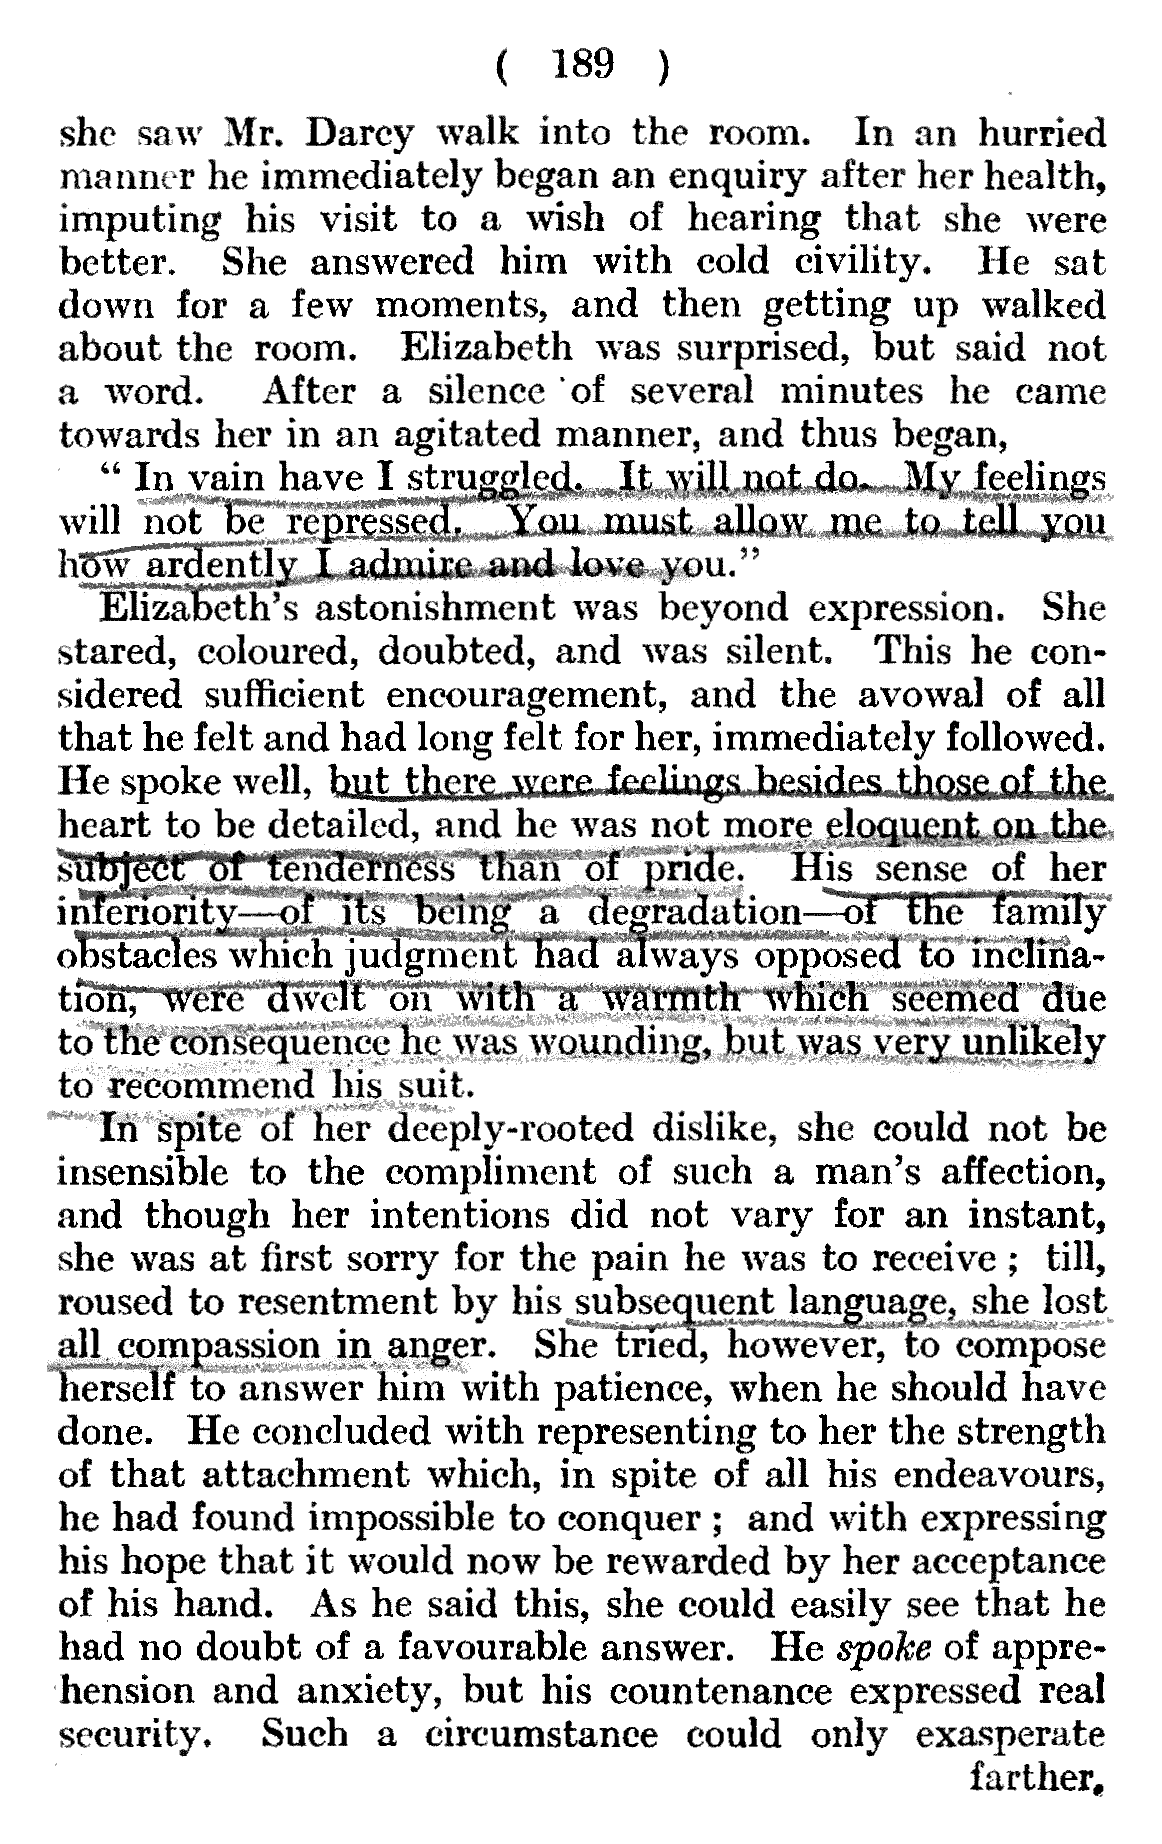 ( 189 )
she saw Mr. Darcy walk into the room. In an hurried
manner he immediately began an enquiry after her health,
imputing his visit to a wish of hearing that she were
better. She answered him with cold civility. He sat
down for a few moments, and then getting up walked
about the room. Elizabeth was surprised, but said not
a word. After a silence of several minutes he came
towards her in an agitated manner, and thus began,
“ In vain have I struggled. It will not do. My feelings
will not be repressed. You must allow me to tell you
how ardently I admire and love you.”
Elizabeth’s astonishment was beyond expression. She
stared, coloured, doubted, and was silent. This he con-
sidered sufficient encouragement, and the avowal of all
that he felt and had long felt for her, immediately followed.
He spoke well, but there were feelings besides those of the
heart to be detailed, and he was not more eloquent on the
subject of tenderness than of pride. His sense of her
inferiority—of its being a degradation—of the family
obstacles which judgment had always opposed to inclina-
tion, were dwelt on with a warmth which seemed due
to the consequence he was wounding, but was very unlikely
to recommend his suit.
In spite of her deeply-rooted dislike, she could not be
insensible to the compliment of such a man’s affection,
and though her intentions did not vary for an instant,
she was at first sorry for the pain he was to receive ; till,
roused to resentment by his subsequent language, she lost
all compassion in anger. She tried, however, to compose
herself to answer him with patience, when he should have
done. He concluded with representing to her the strength
of that attachment which, in spite of all his endeavours,
he had found impossible to conquer ; and with expressing
his hope that it would now be rewarded by her acceptance
of his hand. As he said this, she could easily see that he
had no doubt of a favourable answer. He spoke of appre-
hension and anxiety, but his countenance expressed real
security. Such a circumstance could only exasperate
farther,